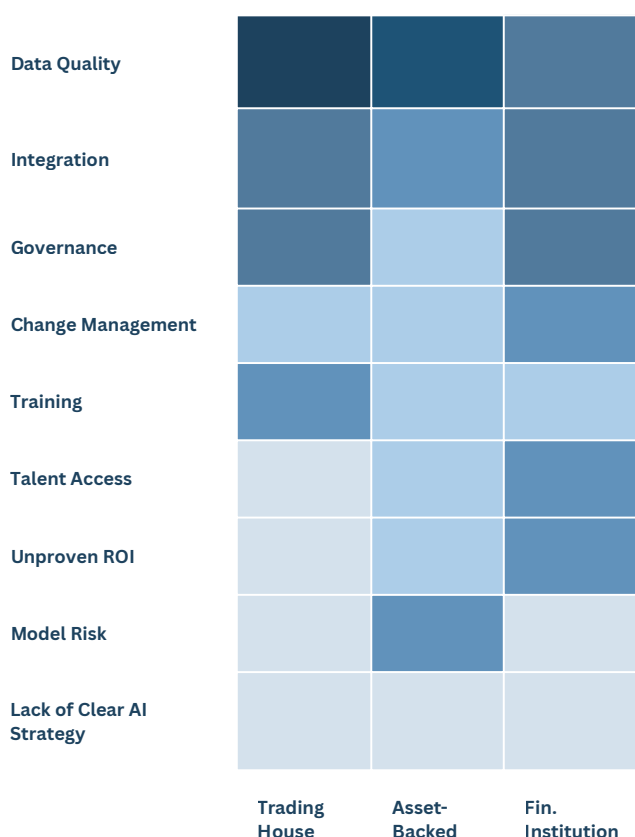 Data Quality
Integration
Governance
Change Management
Training
Talent Access
Unproven ROI
Model Risk
Lack of Clear AI
Strategy
Trading
House
Asset-
Backed
Fin.
Institution